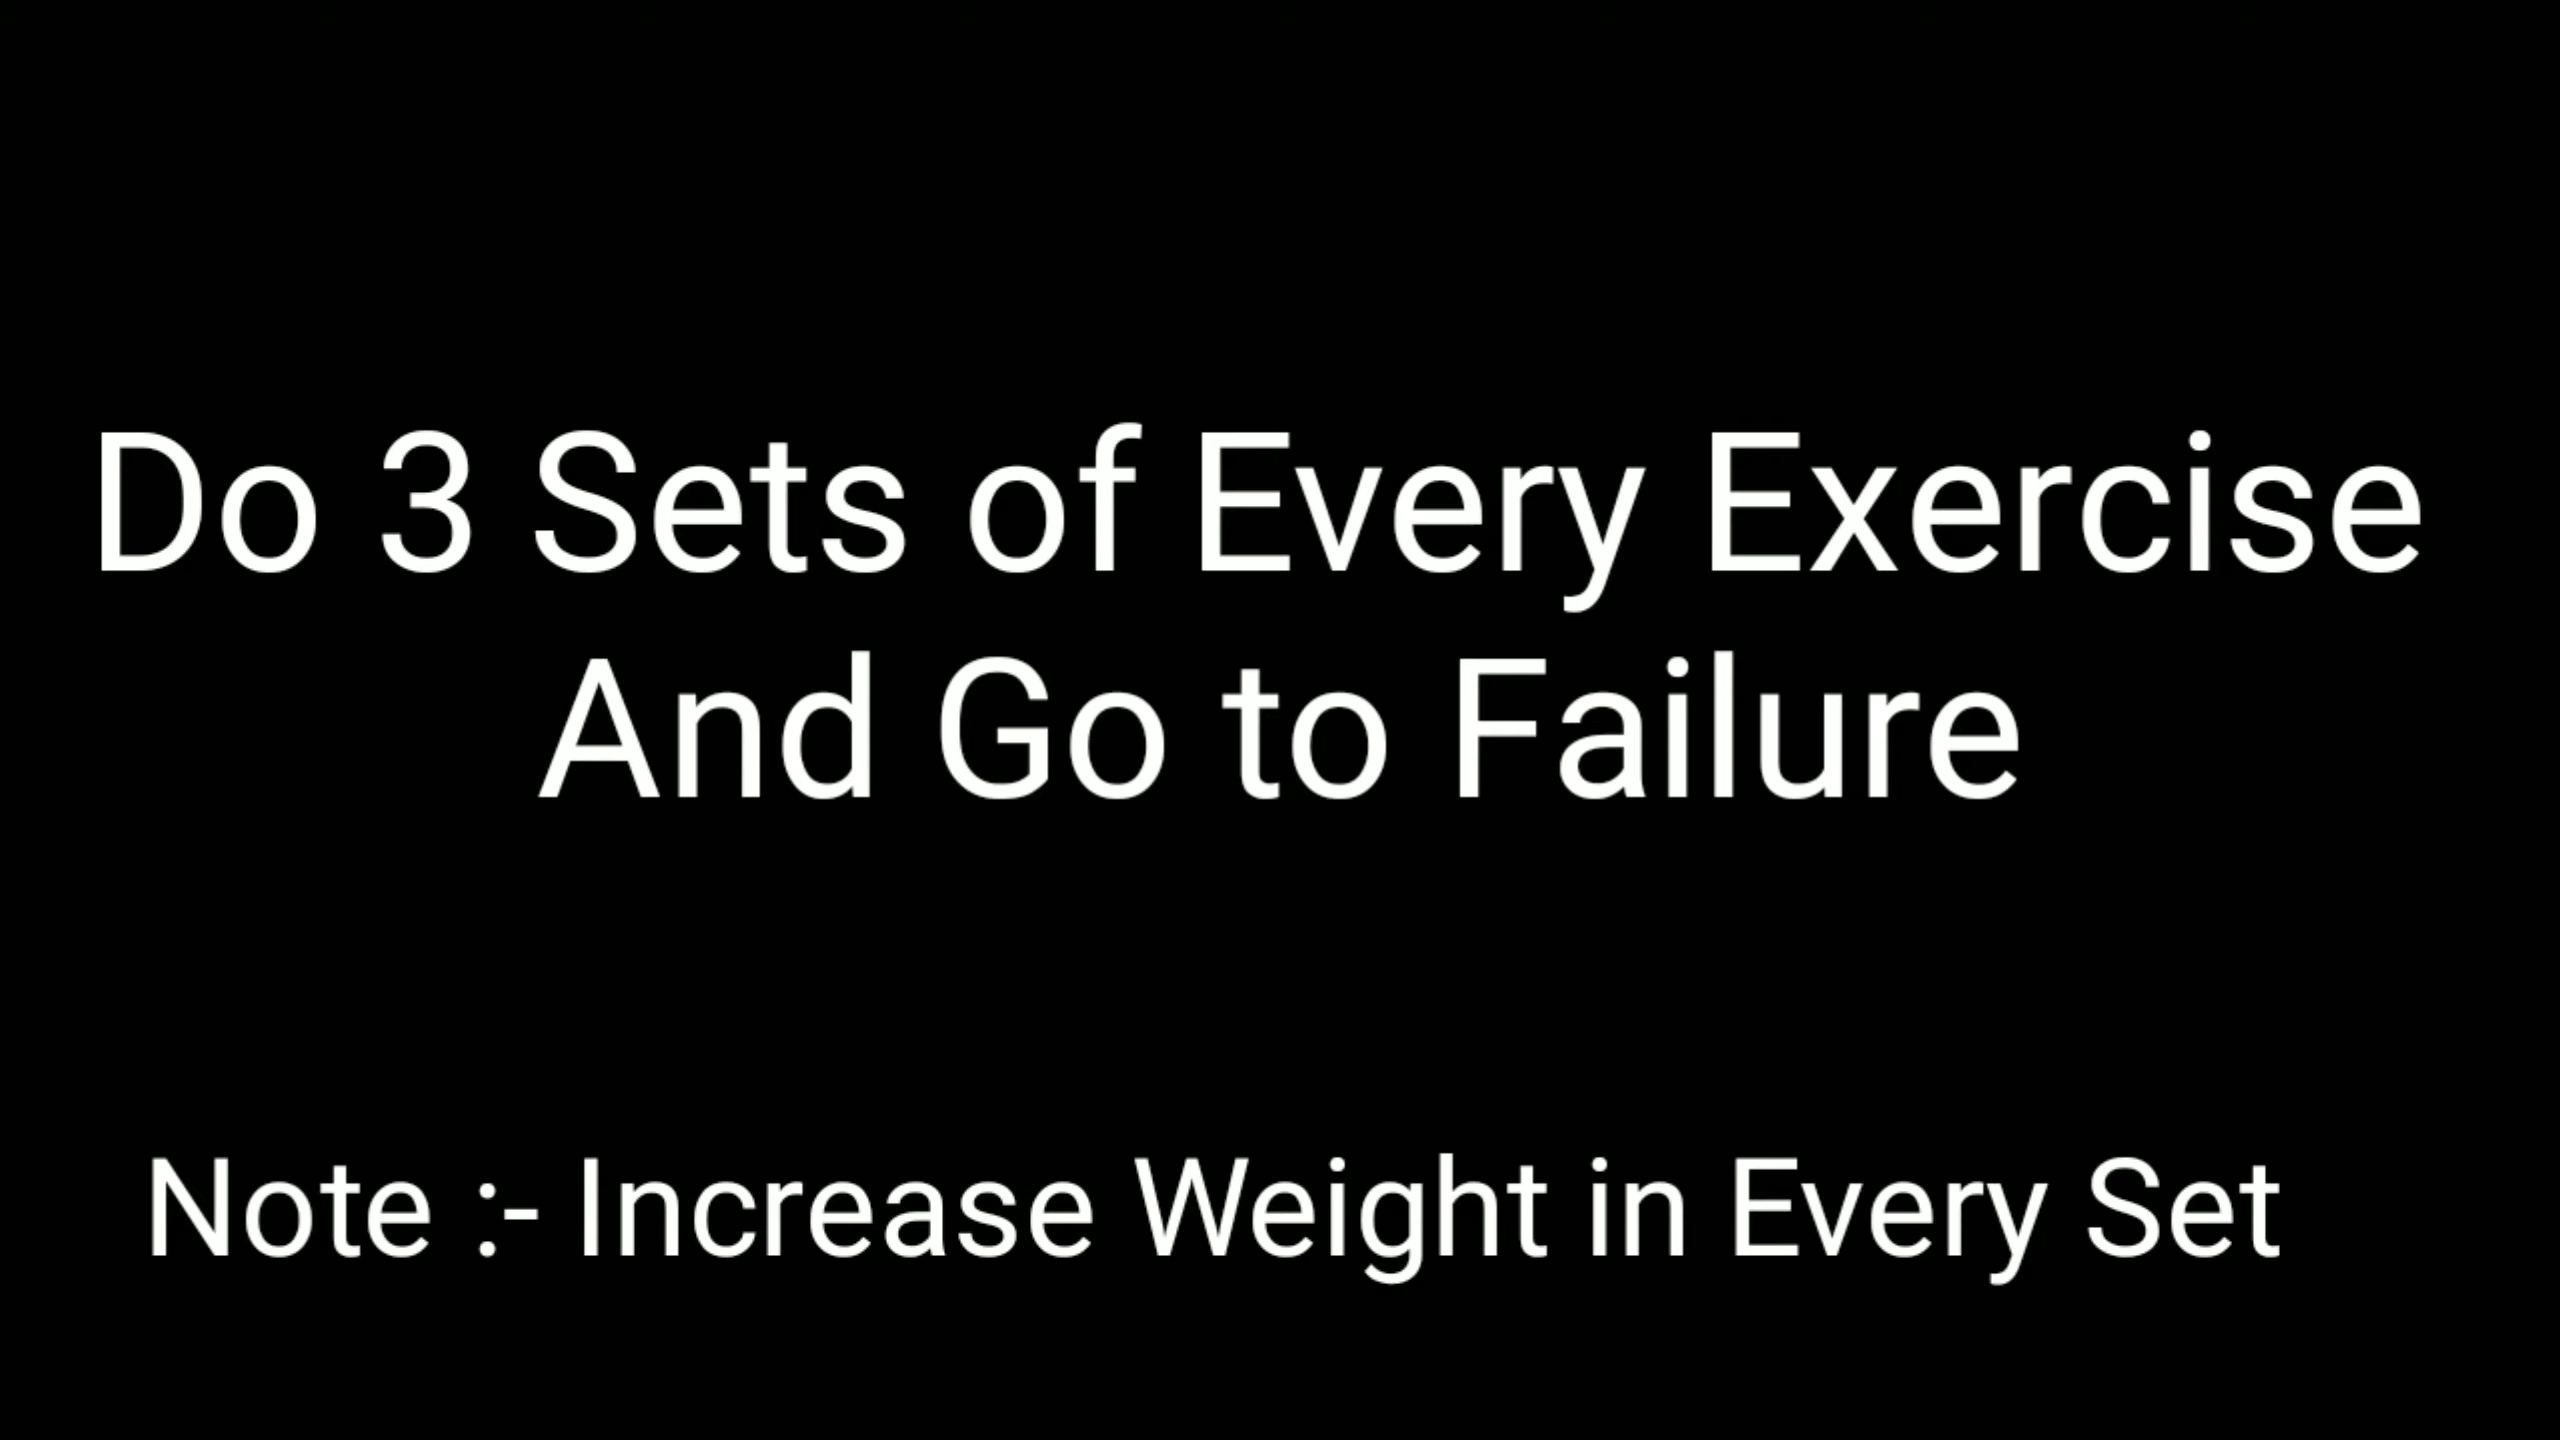 Do 3 Sets of Every Exercise
And Go to Failure
Note :- Increase Weight in Every Set